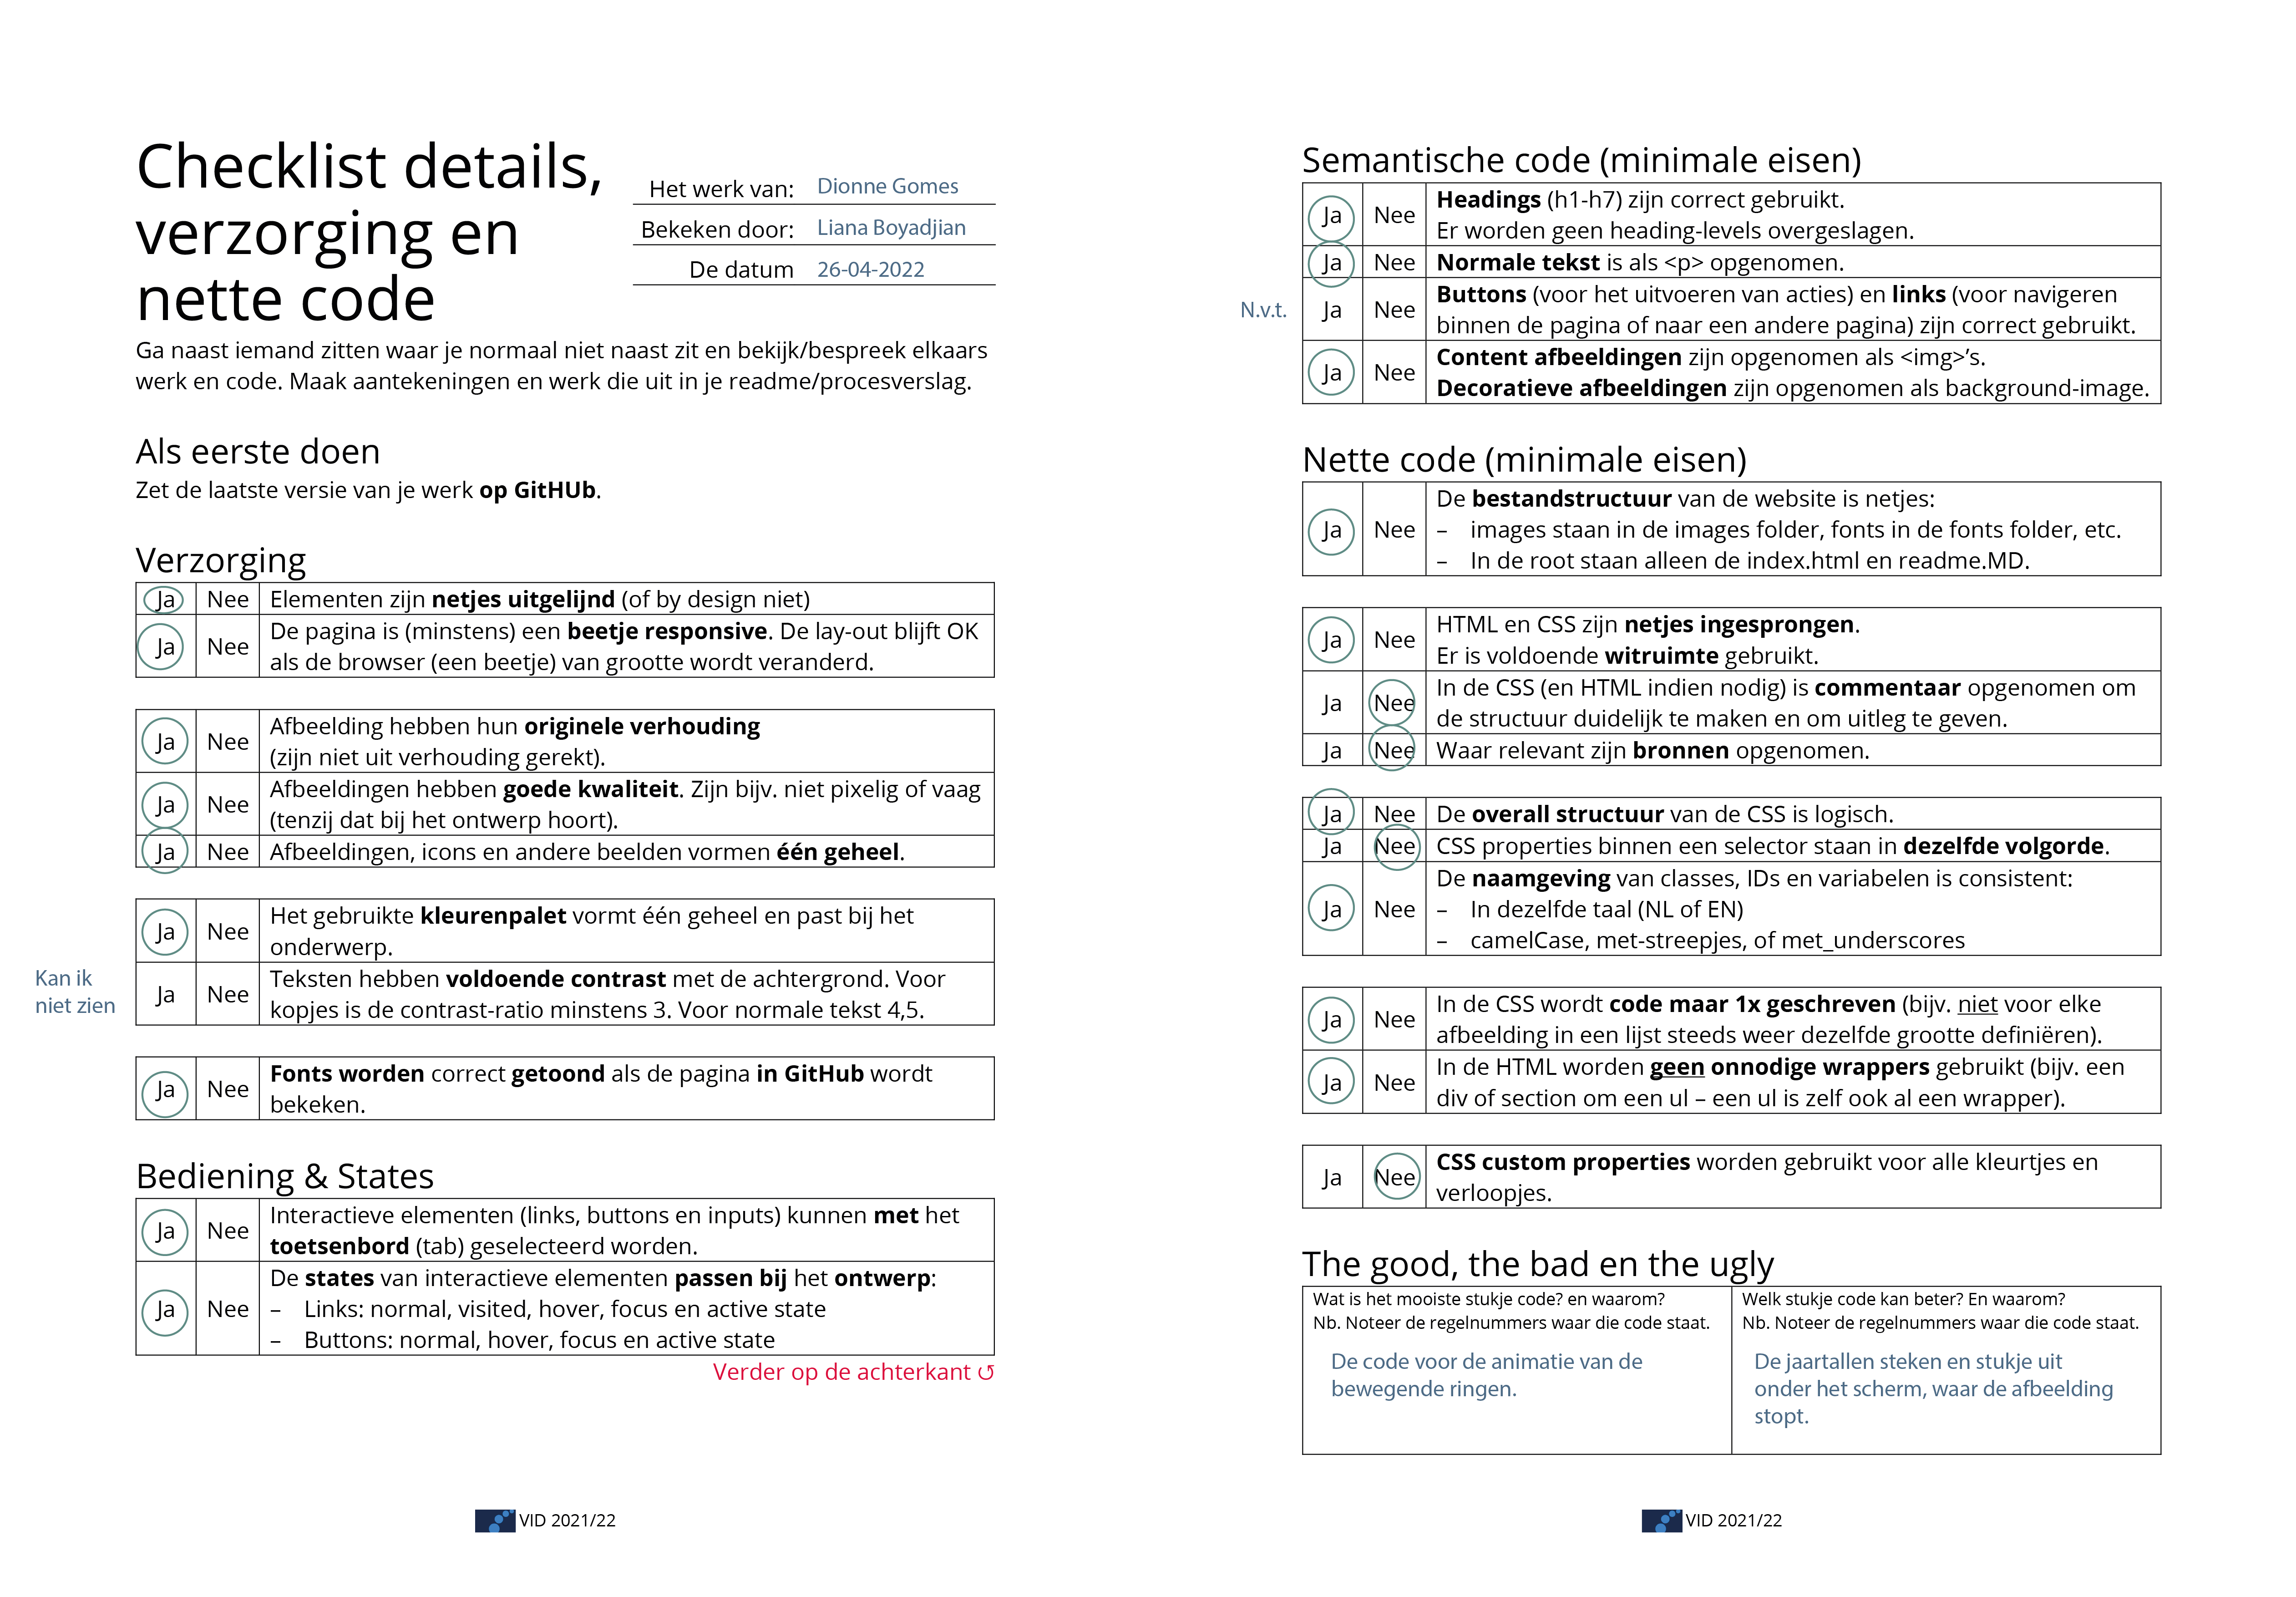 Checklist details,
verzorging en
nette code
Het werk van: Dionne Gomes
Bekeken door: Liana Boyadjian
De datum 26-04-2022
Ga naast iemand zitten waar je normaal niet naast zit en bekijk/bespreek elkaars
werk en code. Maak aantekeningen en werk die uit in je readme/procesverslag.
Als eerste doen
Zet de laatste versie van je werk op GitHUb.
Verzorging
Ja Nee Elementen zijn netjes uitgelijnd (of by design niet)
Ja Nee De pagina is (minstens) een beetje responsive. De lay-out blijft OK
als de browser (een beetje) van grootte wordt veranderd.
Ja Nee Afbeelding hebben hun originele verhouding
(zijn niet uit verhouding gerekt).
Ja Nee Afbeeldingen hebben goede kwaliteit. Zijn bijv. niet pixelig of vaag
(tenzij dat bij het ontwerp hoort).
Ja Nee Afbeeldingen, icons en andere beelden vormen één geheel.
Ja Nee Het gebruikte kleurenpalet vormt één geheel en past bij het
onderwerp.
Kan ik
niet zien
Ja Nee Teksten hebben voldoende contrast met de achtergrond. Voor
kopjes is de contrast-ratio minstens 3. Voor normale tekst 4,5.
Ja Nee Fonts worden correct getoond als de pagina in GitHub wordt
bekeken.
Bediening & States
Ja Nee Interactieve elementen (links, buttons en inputs) kunnen met het
toetsenbord (tab) geselecteerd worden.
Ja Nee De states van interactieve elementen passen bij het ontwerp:
– Links: normal, visited, hover, focus en active state
– Buttons: normal, hover, focus en active state
Verder op de achterkant ↺
VID 2021/22
Semantische code (minimale eisen)
Ja Nee Headings (h1-h7) zijn correct gebruikt.
Er worden geen heading-levels overgeslagen.
Ja Nee Normale tekst is als <p> opgenomen.
N.v.t.
Ja Nee Buttons (voor het uitvoeren van acties) en links (voor navigeren
binnen de pagina of naar een andere pagina) zijn correct gebruikt.
Ja Nee Content afbeeldingen zijn opgenomen als <img>’s.
Decoratieve afbeeldingen zijn opgenomen als background-image.
Nette code (minimale eisen)
Ja Nee De bestandstructuur van de website is netjes:
– images staan in de images folder, fonts in de fonts folder, etc.
– In de root staan alleen de index.html en readme.MD.
Ja Nee HTML en CSS zijn netjes ingesprongen.
Er is voldoende witruimte gebruikt.
Ja Nee In de CSS (en HTML indien nodig) is commentaar opgenomen om
de structuur duidelijk te maken en om uitleg te geven.
Ja Nee Waar relevant zijn bronnen opgenomen.
Ja Nee De overall structuur van de CSS is logisch.
Ja Nee CSS properties binnen een selector staan in dezelfde volgorde.
Ja Nee De naamgeving van classes, IDs en variabelen is consistent:
– In dezelfde taal (NL of EN)
– camelCase, met-streepjes, of met_underscores
Ja Nee In de CSS wordt code maar 1x geschreven (bijv. niet voor elke
afbeelding in een lijst steeds weer dezelfde grootte definiëren).
Ja Nee In de HTML worden geen onnodige wrappers gebruikt (bijv. een
div of section om een ul – een ul is zelf ook al een wrapper).
Ja Nee CSS custom properties worden gebruikt voor alle kleurtjes en
verloopjes.
The good, the bad en the ugly
Wat is het mooiste stukje code? en waarom?
Nb. Noteer de regelnummers waar die code staat.
De code voor de animatie van de
bewegende ringen.
Welk stukje code kan beter? En waarom?
Nb. Noteer de regelnummers waar die code staat.
De jaartallen steken en stukje uit
onder het scherm, waar de afbeelding
stopt.
VID 2021/22